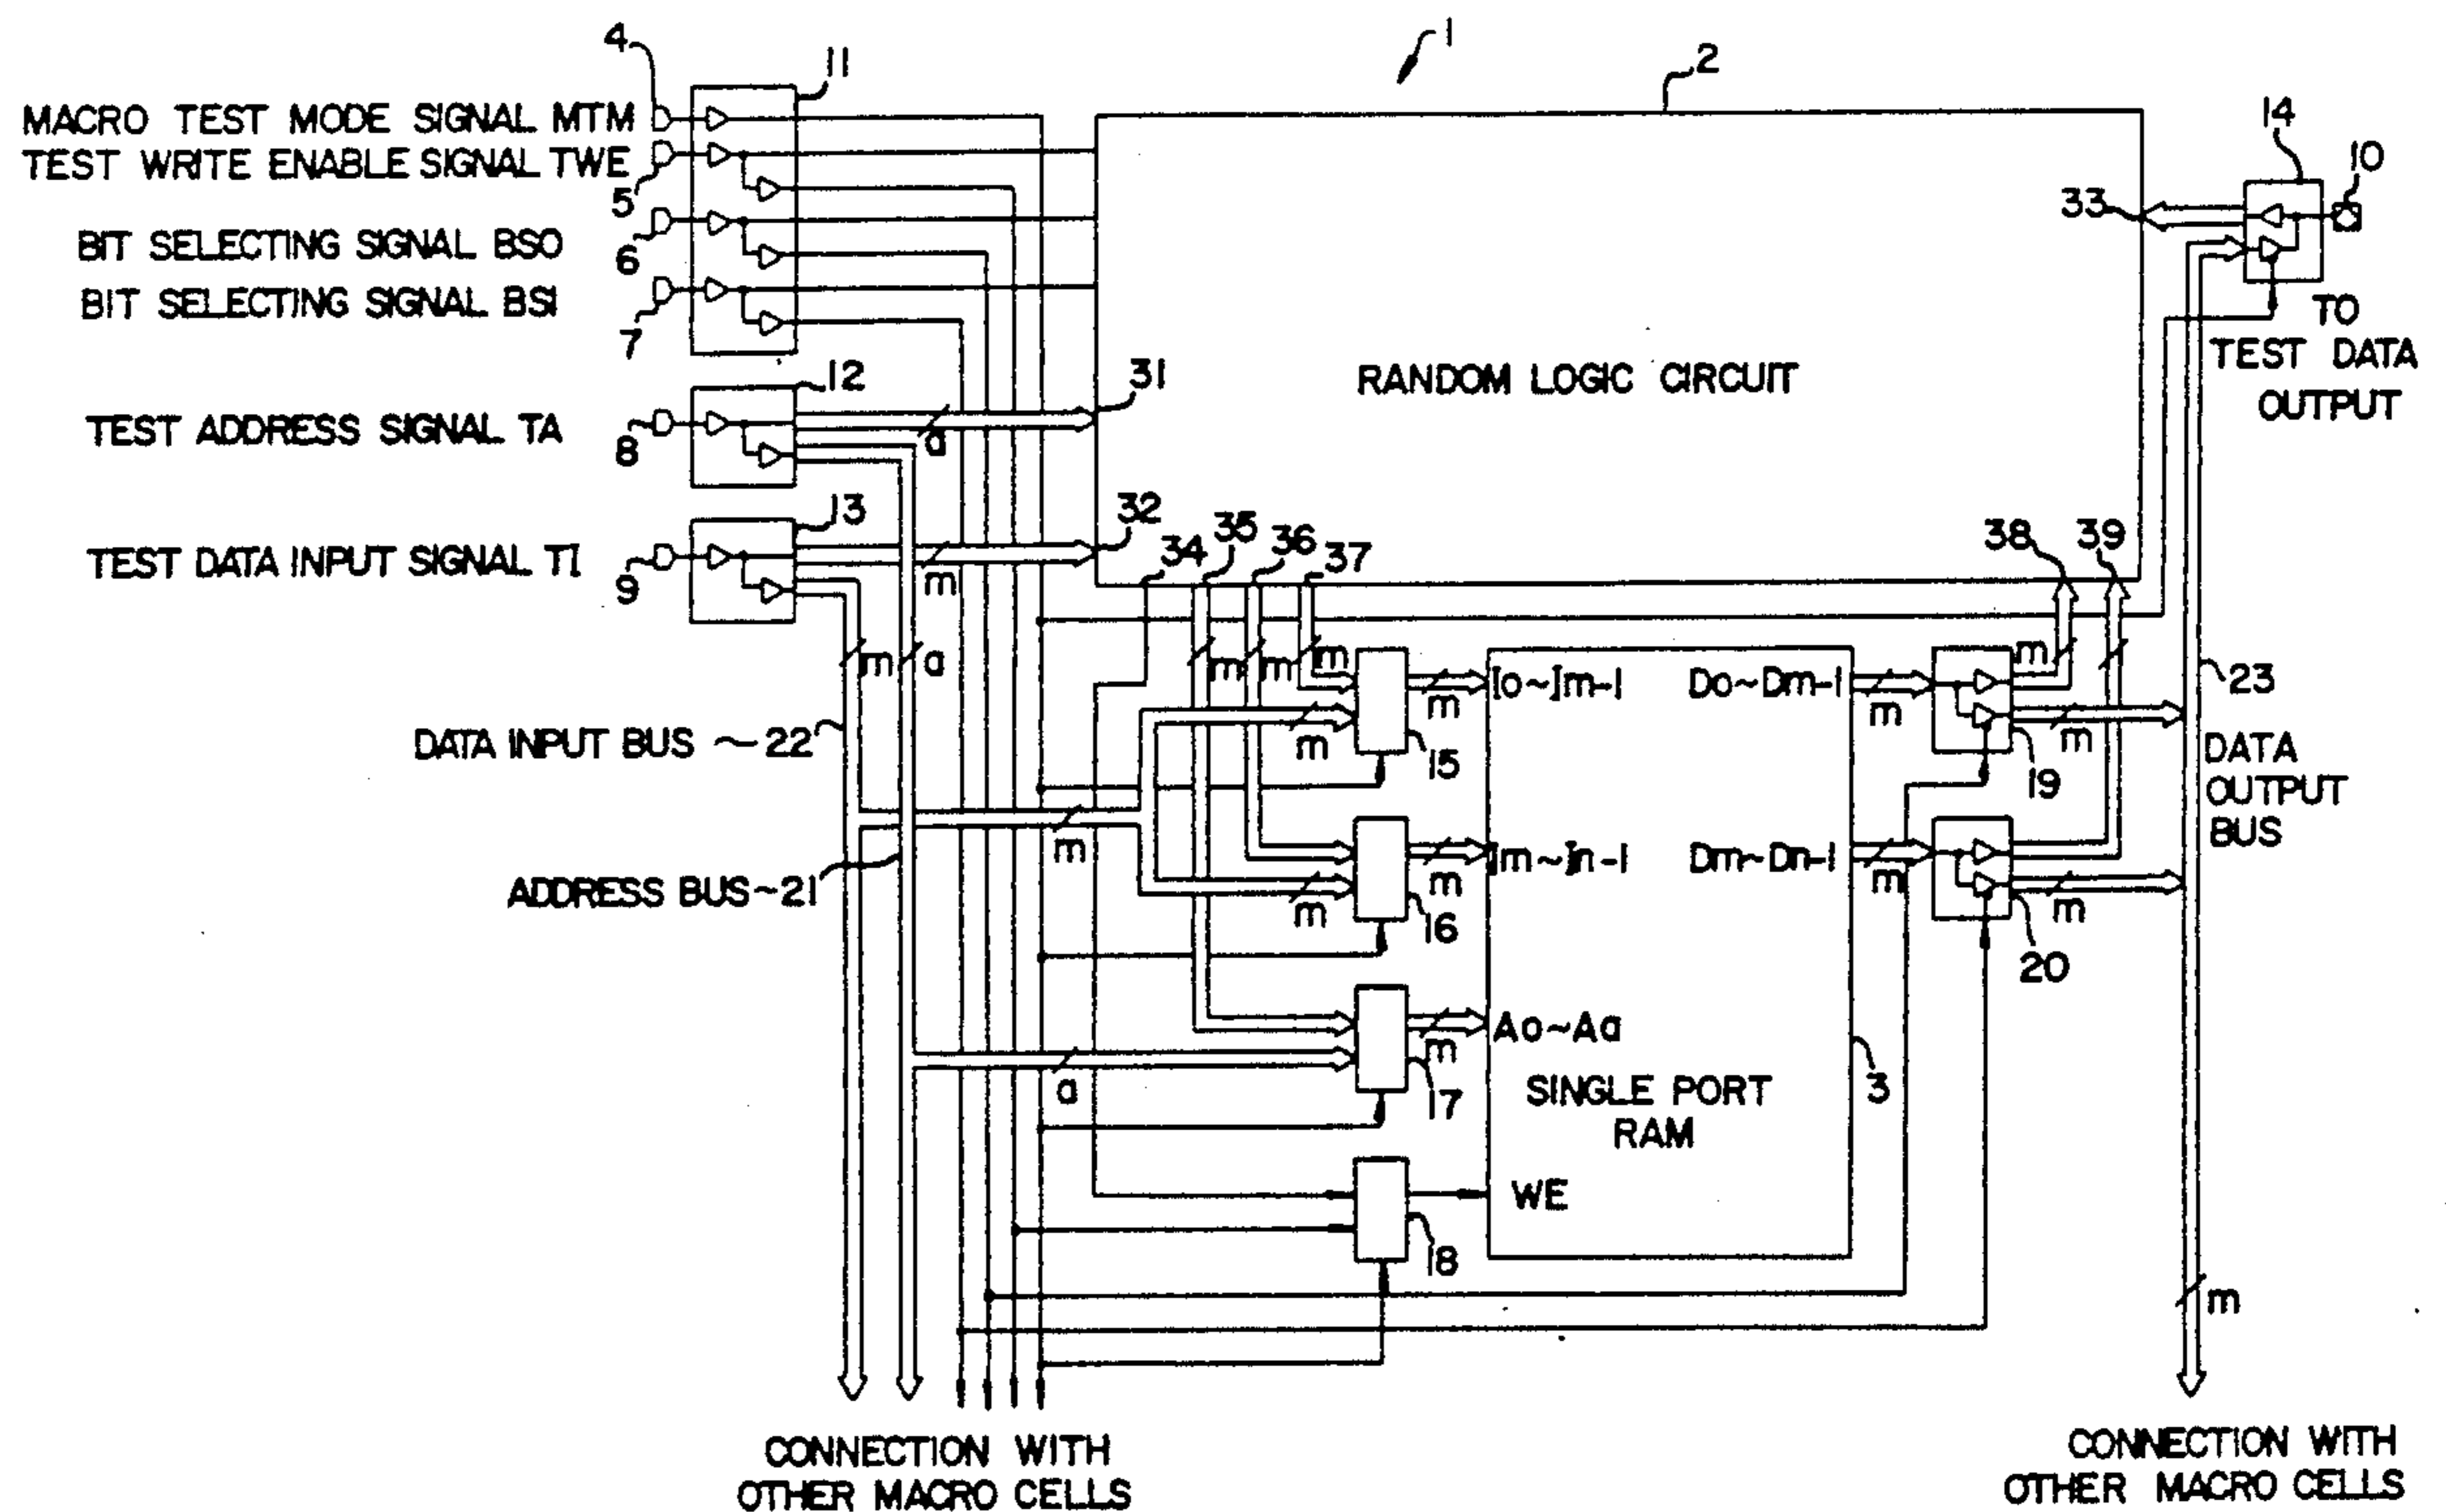 1
2
4
11
MACRO TEST MODE SIGNAL MTM
TEST WRITE ENABLE SIGNAL TWE
5
BIT SELECTING SIGNAL BS0
6
BIT SELECTING SIGNAL BS1
7
14
10
33
TO
TEST DATA
OUTPUT
RANDOM LOGIC CIRCUIT
12
31
TEST ADDRESS SIGNAL TA
8
a
13
32
TEST DATA INPUT SIGNAL TI
9
m
34
35
36
37
38
39
m
a
m
m
m
m
I0~Im-1
D0~Dm-1
m
m
23
DATA INPUT BUS ~22
m
15
m
19
DATA
OUTPUT
BUS
m
m
Im~In-1
Dm~Dn-1
m
ADDRESS BUS~21
m
16
m
20
A0~Aa
m
a
17
SINGLE PORT
RAM
3
WE
18
m
CONNECTION WITH
OTHER MACRO CELLS
CONNECTION WITH
OTHER MACRO CELLS